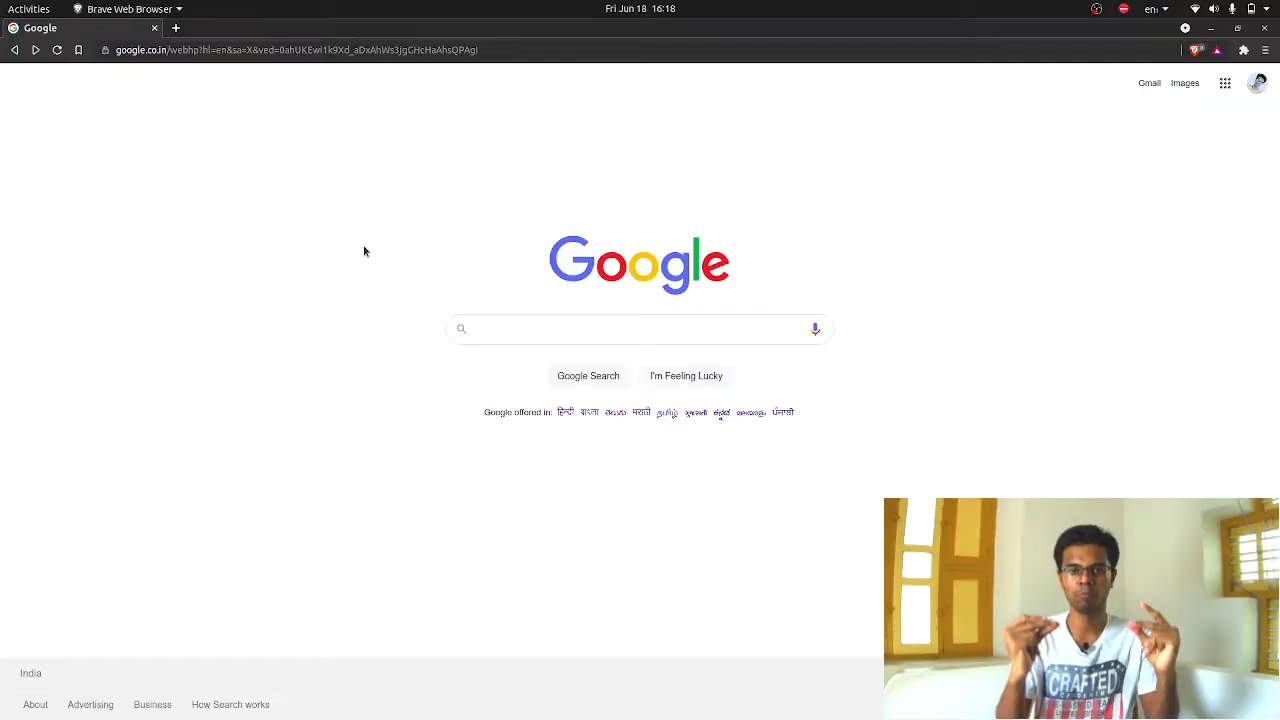 Activities Brave Web Browser Fri Jun 18 16:18 en₁
Google
google.co.in/webhp?hl=en&sa=X&ved=0ahUKEwi1k9Xd_aDxAhWs3jgGHcHaAhsQPAgI
Gmail Images
Google
Google Search I'm Feeling Lucky
Google offered in: हिन्दी বাংলা తెలుగు मराठी தமிழ் ગુજરાતી ಕನ್ನಡ മലയാളം ਪੰਜਾਬੀ
CRAFTED
India
About Advertising Business How Search works